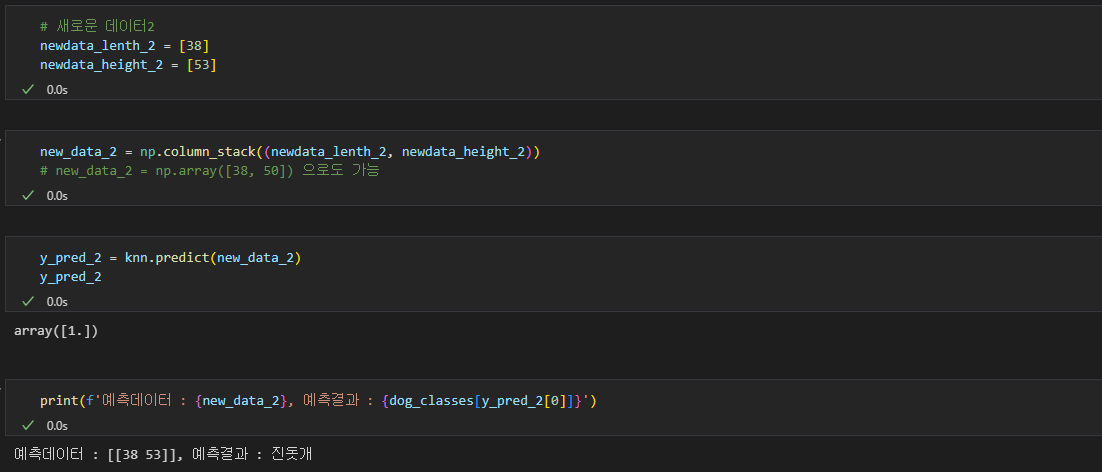 # 새로운 데이터2
newdata_lenth_2 = [38]
newdata_height_2 = [53]
0.0s
new_data_2 = np.column_stack((newdata_lenth_2, newdata_height_2))
# new_data_2 = np.array([38, 50]) 으로도 가능
0.0s
y_pred_2 = knn.predict(new_data_2)
y_pred_2
0.0s
array([1.])
print(f'예측데이터 : {new_data_2}, 예측결과 : {dog_classes[y_pred_2[0]]}')
0.0s
예측데이터 : [[38 53]], 예측결과 : 진돗개